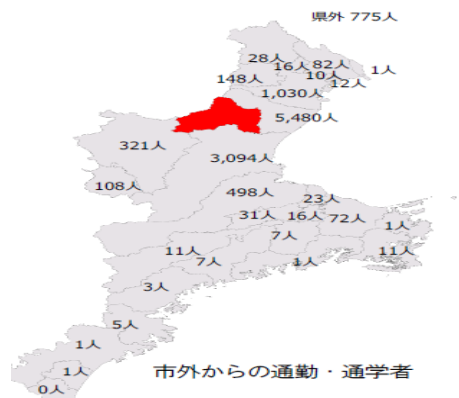 県外 775人
28人
16人
82人
1人
148人
10人
12人
1,030人
5,480人
321人
3,094人
108人
498人
23人
31人
16人
72人
1人
7人
11人
11人
7人
1人
3人
5人
1人
1人
0人
市外からの通勤・通学者